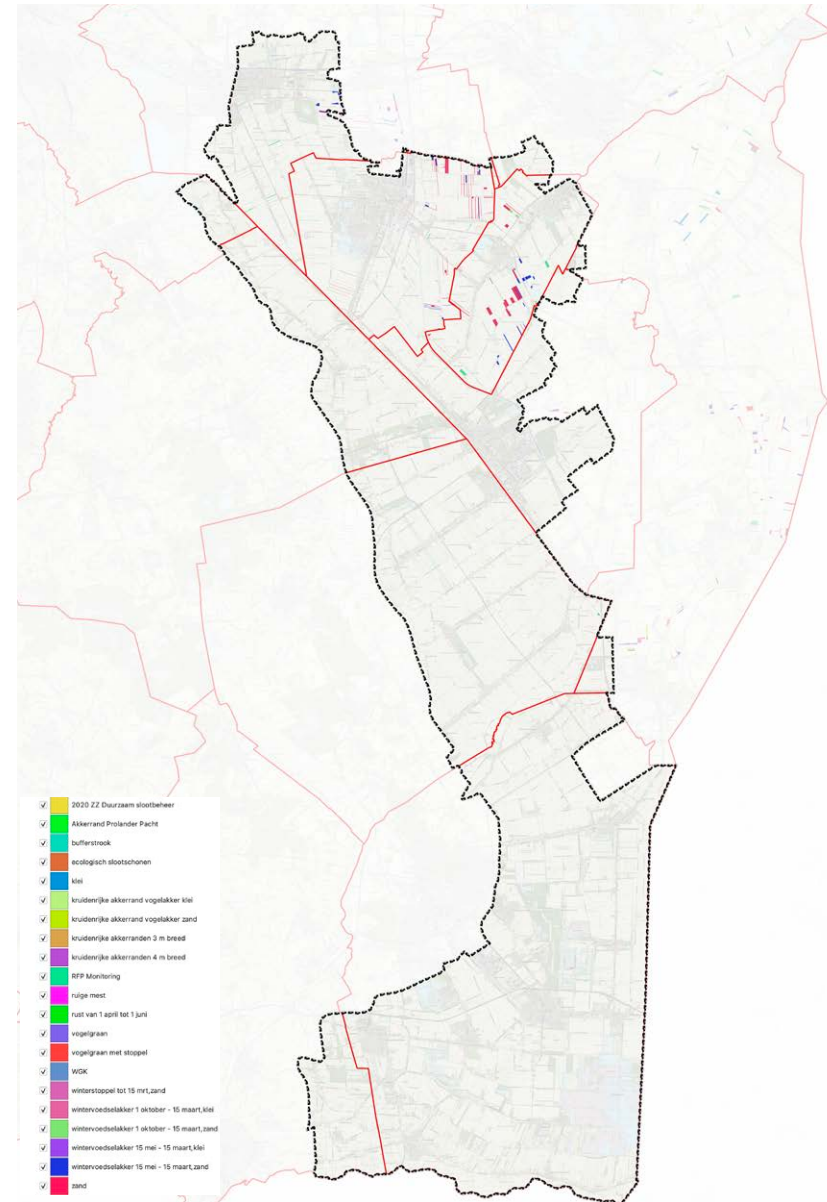 2020 ZZ Duurzaam slootbeheer
Akkerrand Prolander Pacht
bufferstrook
ecologisch slootschonen
klei
kruidenrijke akkerrand vogelakker klei
kruidenrijke akkerrand vogelakker zand
kruidenrijke akkerranden 3 m breed
kruidenrijke akkerranden 4 m breed
RFP Monitoring
ruige mest
rust van 1 april tot 1 juni
vogelgraan
vogelgraan met stoppel
WGK
winterstoppel tot 15 mrt,zand
wintervoedselakker 1 oktober - 15 maart,klei
wintervoedselakker 1 oktober - 15 maart,zand
wintervoedselakker 15 mei - 15 maart,klei
wintervoedselakker 15 mei - 15 maart,zand
zand